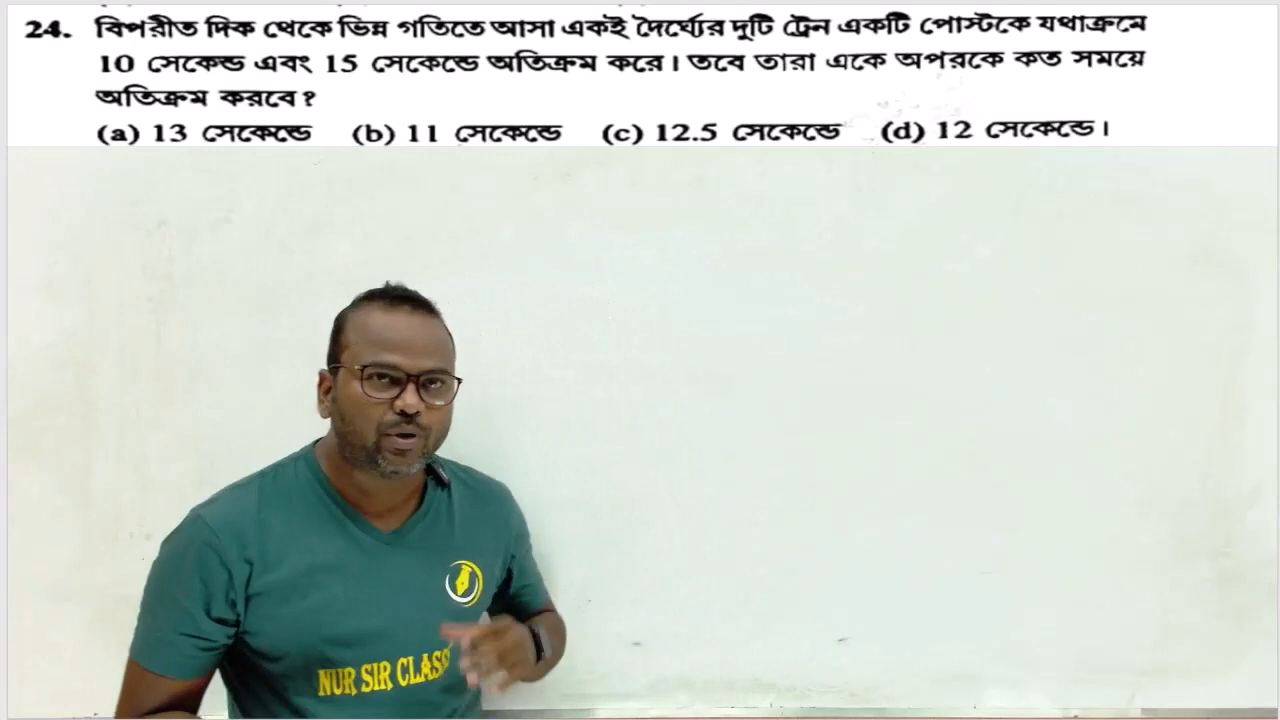 24. বিপরীত দিক থেকে ভিন্ন গতিতে আসা একই দৈর্ঘ্যের দুটি ট্রেন একটি পোস্টকে যথাক্রমে
10 সেকেন্ড এবং 15 সেকেন্ডে অতিক্রম করে। তবে তারা একে অপরকে কত সময়ে
অতিক্রম করবে?
(a) 13 সেকেন্ডে (b) 11 সেকেন্ডে (c) 12.5 সেকেন্ডে (d) 12 সেকেন্ডে।
NUR SIR CLASS